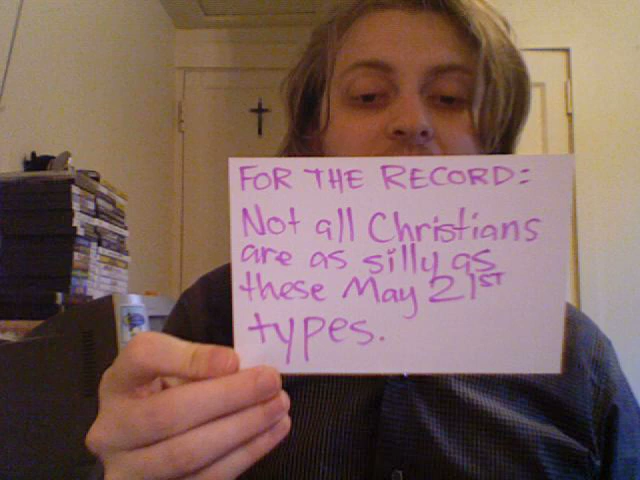 FOR THE RECORD:
Not all Christians
are as silly as
these May 21ST
types.